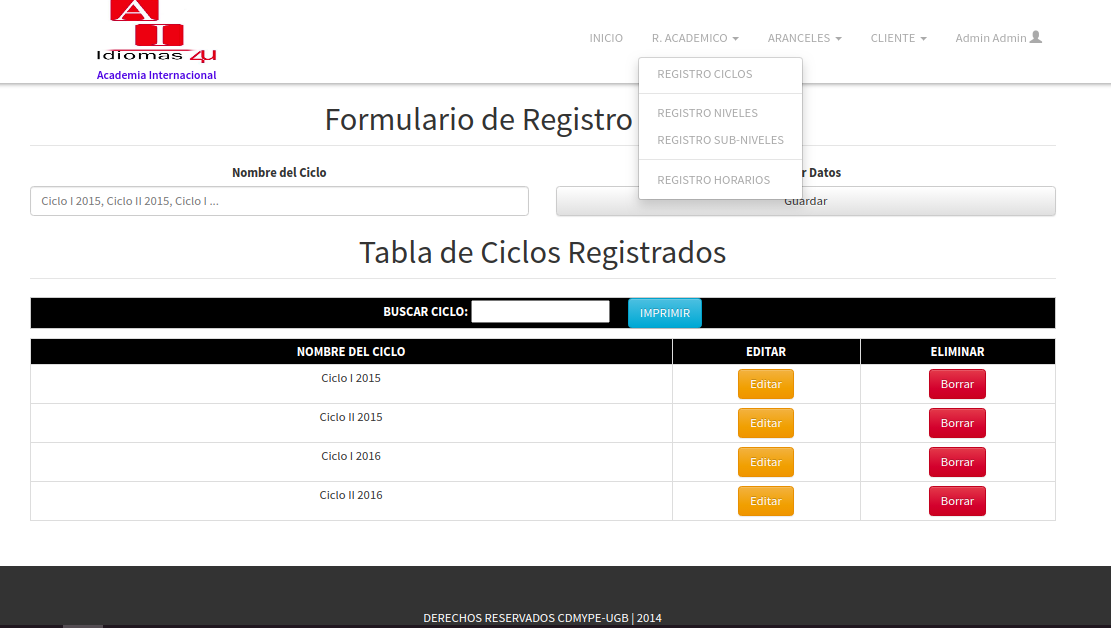 AI
Idiomas 4U
Academia Internacional
INICIO R. ACADEMICO ARANCELES CLIENTE Admin Admin
REGISTRO CICLOS
REGISTRO NIVELES
REGISTRO SUB-NIVELES
REGISTRO HORARIOS
Formulario de Registro
Nombre del Ciclo r Datos
Ciclo I 2015, Ciclo II 2015, Ciclo I ... Guardar
Tabla de Ciclos Registrados
BUSCAR CICLO: IMPRIMIR
NOMBRE DEL CICLO EDITAR ELIMINAR
Ciclo I 2015 Editar Borrar
Ciclo II 2015 Editar Borrar
Ciclo I 2016 Editar Borrar
Ciclo II 2016 Editar Borrar
DERECHOS RESERVADOS CDMYPE-UGB | 2014